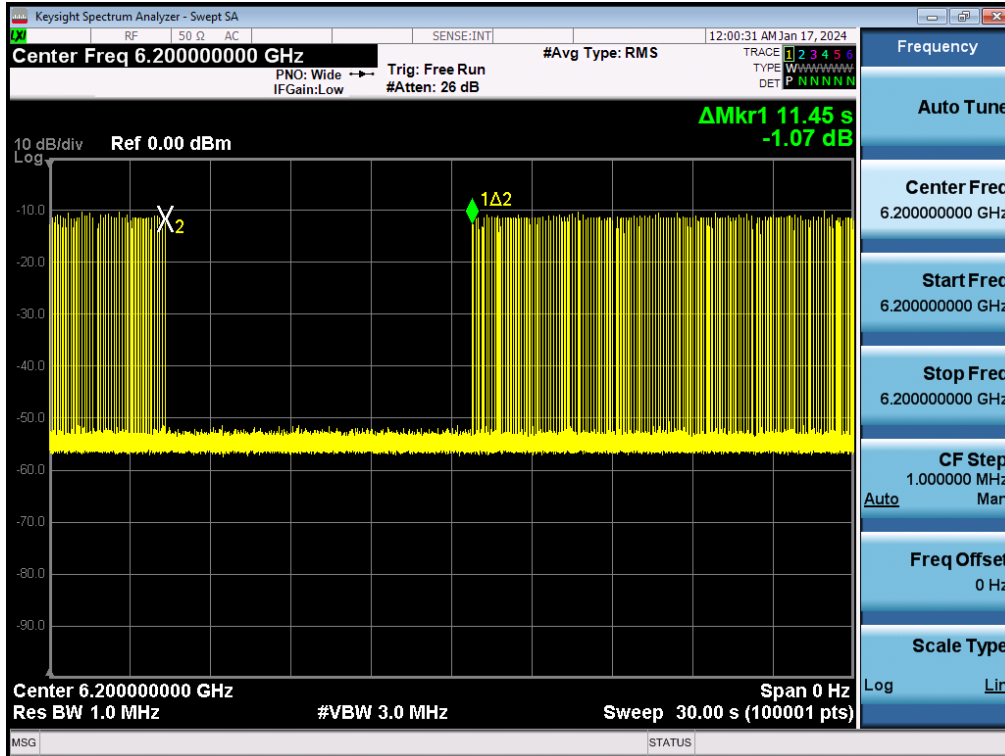 Keysight Spectrum Analyzer - Swept SA
LXI RF 50 Ω AC SENSE:INT 12:00:31 AM Jan 17, 2024
Center Freq 6.200000000 GHz
PNO: Wide
IFGain:Low
Trig: Free Run
#Atten: 26 dB
#Avg Type: RMS
TRACE 1 2 3 4 5 6
TYPE WWWWWW
DET P N N N N N
ΔMkr1 11.45 s
-1.07 dB
10 dB/div
Log
Ref 0.00 dBm
-10.0
-20.0
-30.0
-40.0
-50.0
-60.0
-70.0
-80.0
-90.0
2
1Δ2
Center 6.200000000 GHz
Span 0 Hz
Res BW 1.0 MHz
#VBW 3.0 MHz
Sweep 30.00 s (100001 pts)
MSG
STATUS
Frequency
Auto Tune
Center Freq
6.200000000 GHz
Start Freq
6.200000000 GHz
Stop Freq
6.200000000 GHz
CF Step
1.000000 MHz
Auto Man
Freq Offset
0 Hz
Scale Type
Log Lin